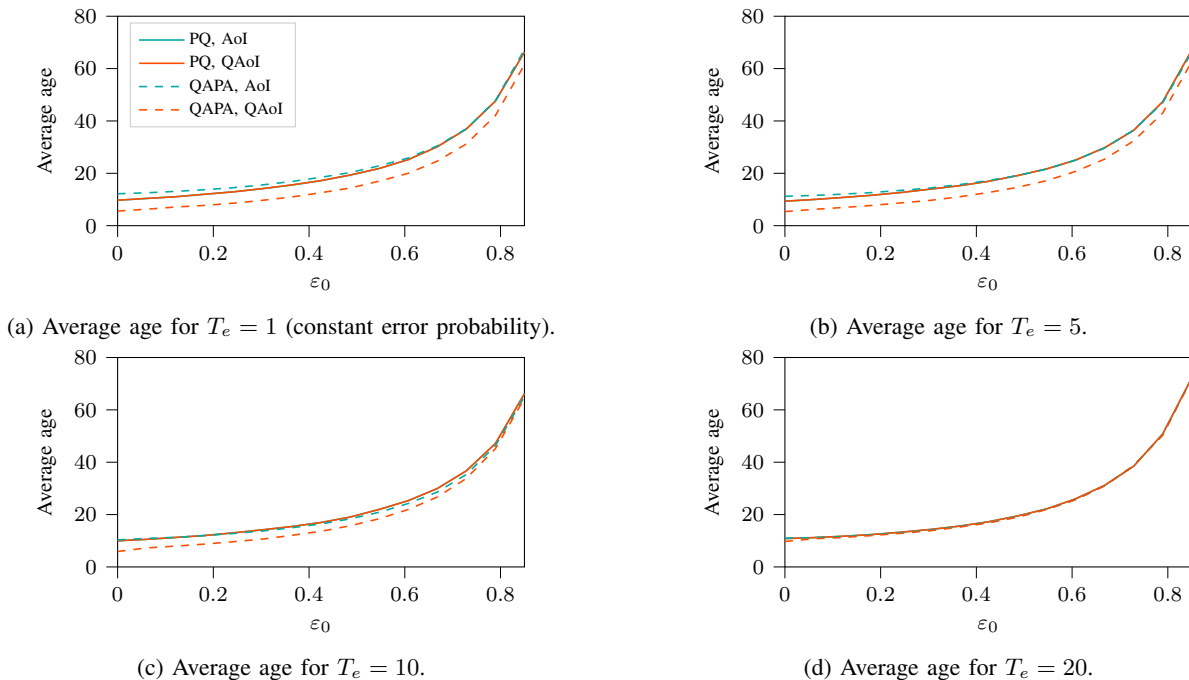 80
60
40
20
0
Average age
PQ, AoI
PQ, QAoI
QAPA, AoI
QAPA, QAoI
0 0.2 0.4 0.6 0.8
ε₀
(a) Average age for Tₑ = 1 (constant error probability).
80
60
40
20
0
Average age
0 0.2 0.4 0.6 0.8
ε₀
(b) Average age for Tₑ = 5.
80
60
40
20
0
Average age
0 0.2 0.4 0.6 0.8
ε₀
(c) Average age for Tₑ = 10.
80
60
40
20
0
Average age
0 0.2 0.4 0.6 0.8
ε₀
(d) Average age for Tₑ = 20.